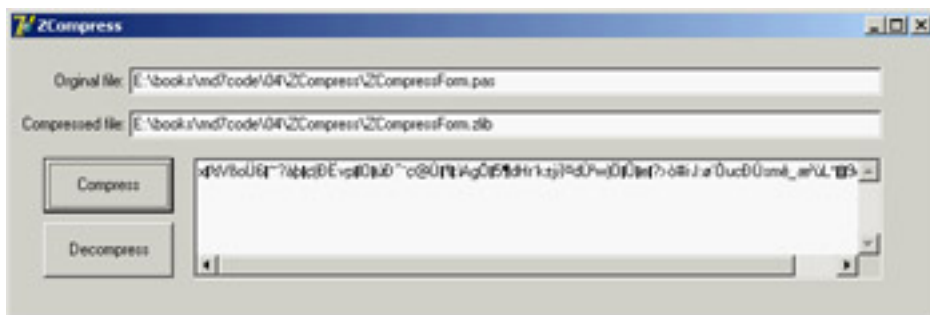 ZCompress
Orginal file: E:\books\md7code\04\ZCompress\ZCompressForm.pas
Compressed file: E:\books\md7code\04\ZCompress\ZCompressForm.zlib
Compress
Decompress